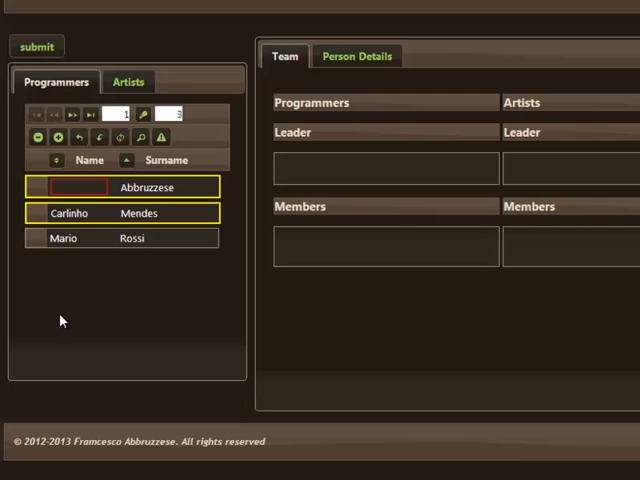 submit
Programmers Artists
1 3
Name Surname
Abbruzzese
Carlinho Mendes
Mario Rossi
Team Person Details
Programmers Artists
Leader Leader
Members Members
© 2012-2013 Framcesco Abbruzzese. All rights reserved